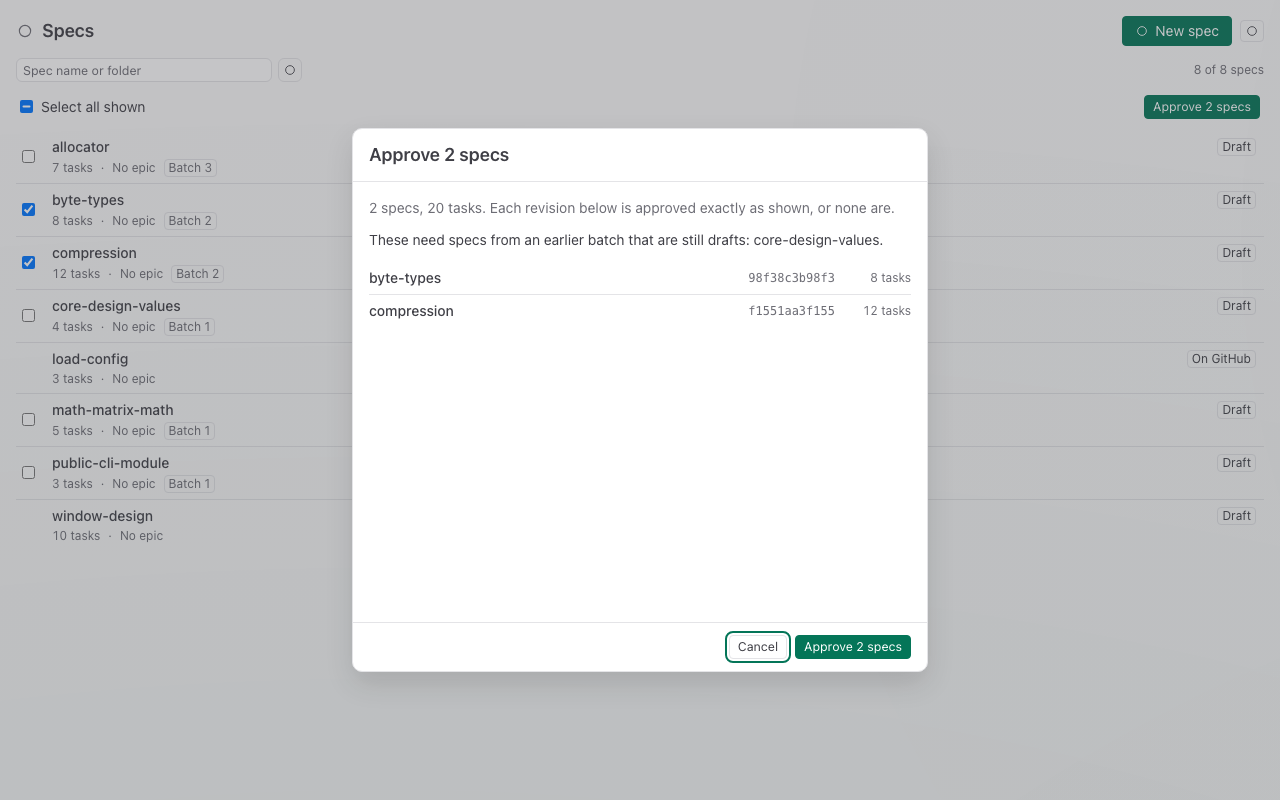 Specs
New spec
Spec name or folder
8 of 8 specs
Select all shown
Approve 2 specs
allocator
Draft
7 tasks · No epic Batch 3
byte-types
Draft
8 tasks · No epic Batch 2
compression
Draft
12 tasks · No epic Batch 2
core-design-values
Draft
4 tasks · No epic Batch 1
load-config
On GitHub
3 tasks · No epic
math-matrix-math
Draft
5 tasks · No epic Batch 1
public-cli-module
Draft
3 tasks · No epic Batch 1
window-design
Draft
10 tasks · No epic
Approve 2 specs
2 specs, 20 tasks. Each revision below is approved exactly as shown, or none are.
These need specs from an earlier batch that are still drafts: core-design-values.
byte-types 98f38c3b98f3 8 tasks
compression f1551aa3f155 12 tasks
Cancel
Approve 2 specs